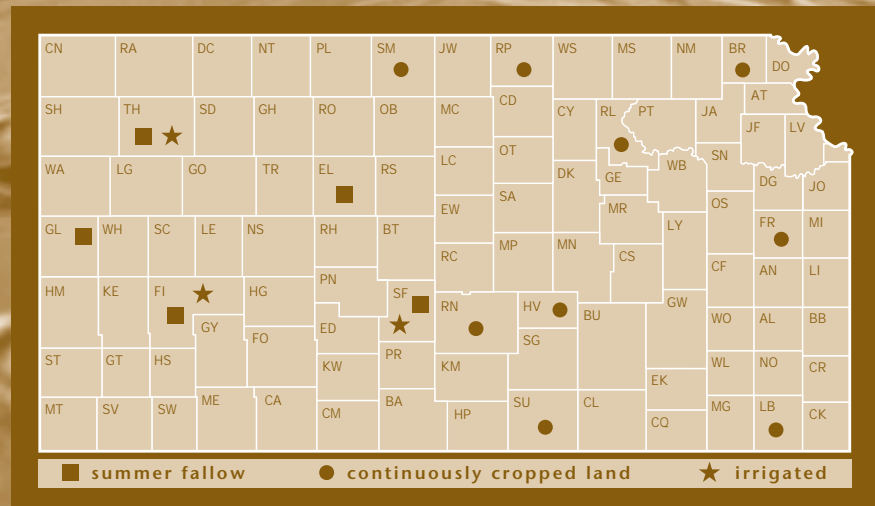 CN RA DC NT PL SM JW RP WS MS NM BR DO
SH TH SD GH RO OB MC CD CY RL PT JA AT
JF LV
WA LG GO TR EL RS LC OT DK GE WB SN DG JO
EW SA MR OS
GL WH SC LE NS RH BT RC MP MN CS LY FR MI
HM KE FI HG PN SF RN HV BU GW CF AN LI
GY FO ED SG WO AL BB
ST GT HS KW PR KM EK WL NO CR
MT SV SW ME CA CM BA HP SU CL CQ MG LB CK
summer fallow continuously cropped land irrigated